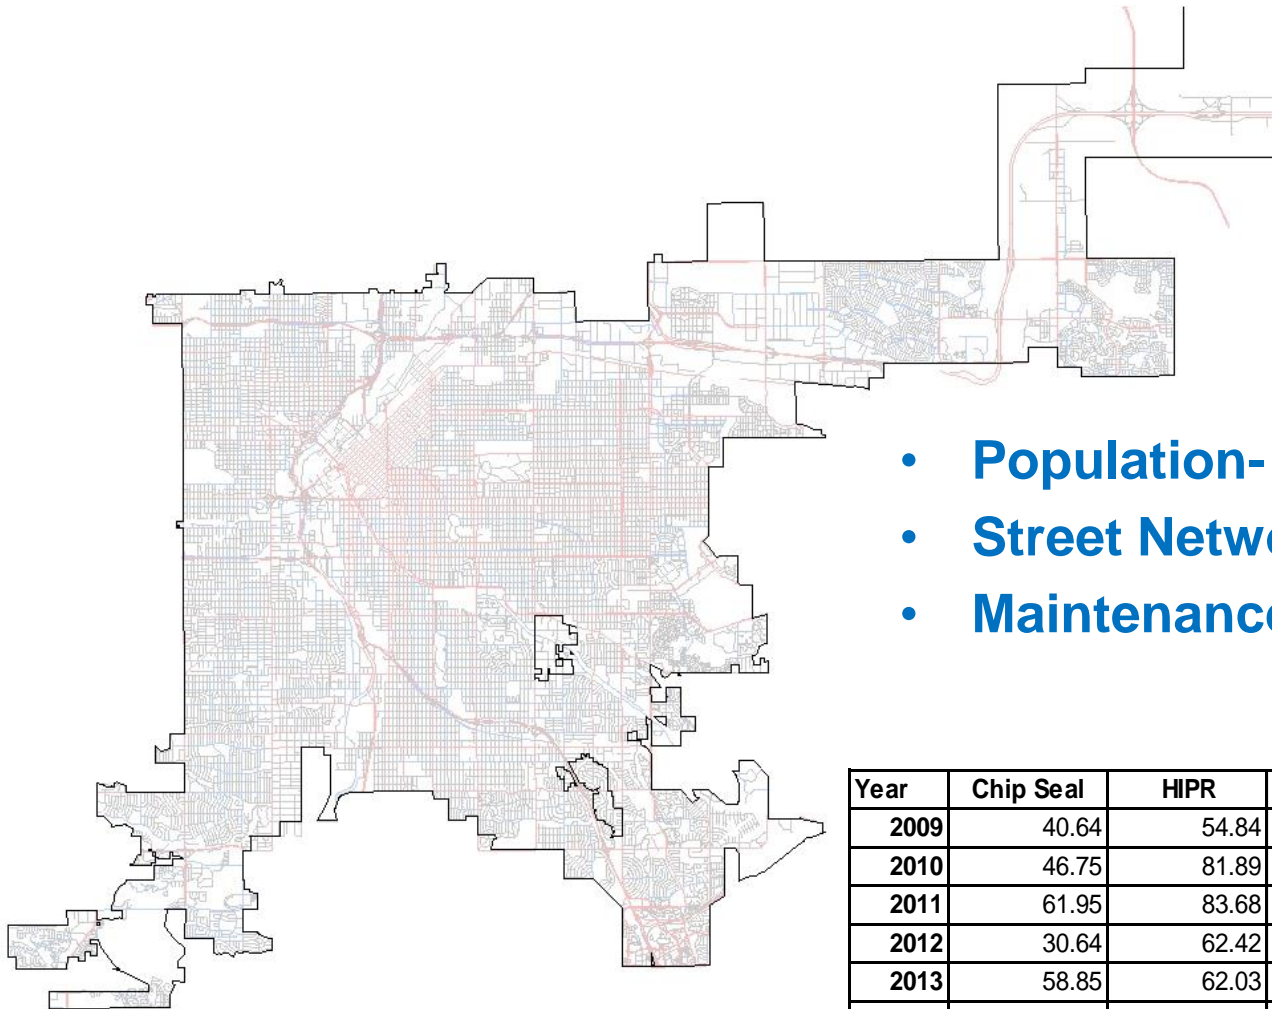 • Population-
• Street Netw
• Maintenance
Year Chip Seal HIPR
2009 40.64 54.84
2010 46.75 81.89
2011 61.95 83.68
2012 30.64 62.42
2013 58.85 62.03